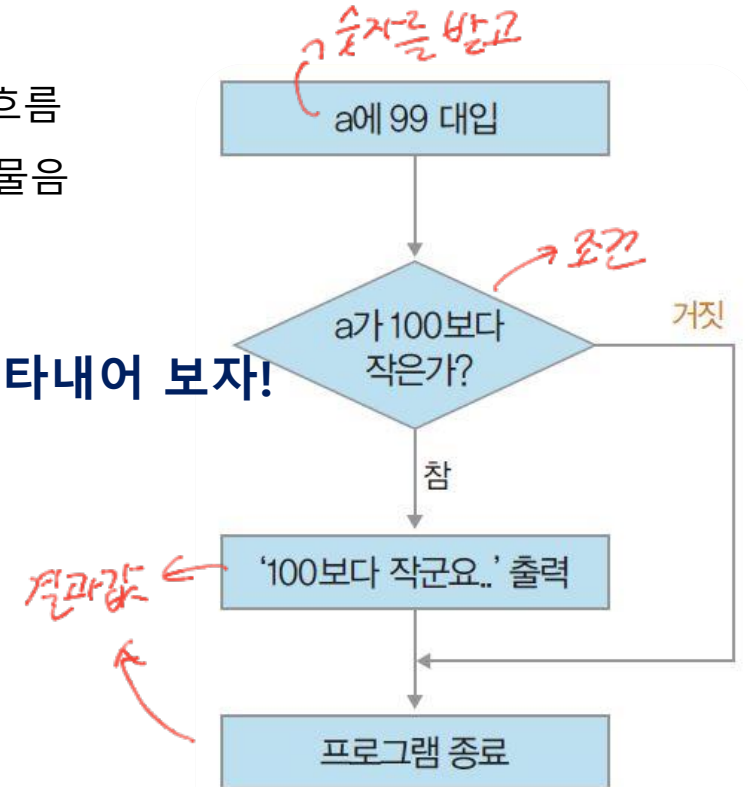 숫자를 받고
흐름
a에 99 대입
물음
조건
거짓
a가 100보다
작은가?
타내어 보자!
참
‘100보다 작군요..’ 출력
결과값
프로그램 종료